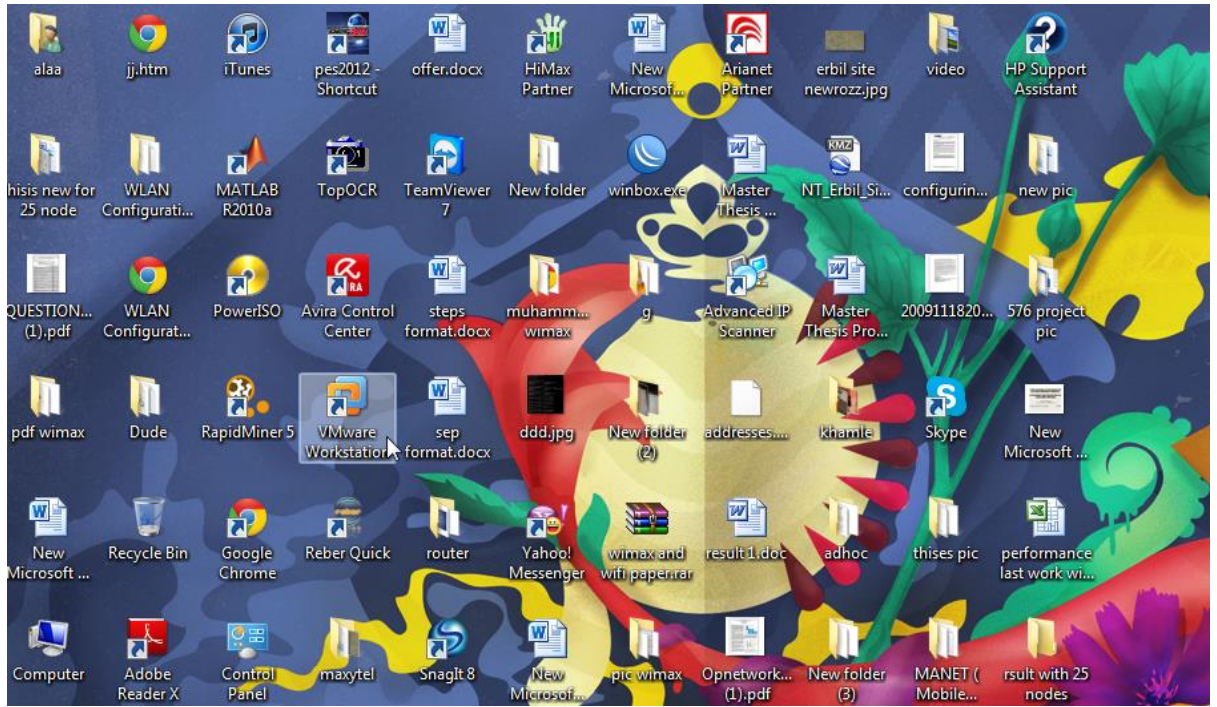 alaa
jj.htm
iTunes
pes2012 -
Shortcut
offer.docx
HiMax
Partner
New
Microsof...
Arianet
Partner
erbil site
newrozz.jpg
video
HP Support
Assistant
hisis new for
25 node
WLAN
Configurati...
MATLAB
R2010a
TopOCR
TeamViewer
7
New folder
winbox.exe
Master
Thesis ...
KMZ
NT_Erbil_Si...
configurin...
new pic
QUESTION...
(1).pdf
WLAN
Configurat...
PowerISO
Avira Control
Center
steps
format.docx
muhamm...
wimax
g
Advanced IP
Scanner
Master
Thesis Pro...
2009111820...
576 project
pic
pdf wimax
Dude
RapidMiner 5
VMware
Workstation
sep
format.docx
ddd.jpg
New folder
(2)
addresses....
khamle
Skype
New
Microsoft ...
New
Microsoft ...
Recycle Bin
Google
Chrome
Reber Quick
router
Yahoo!
Messenger
wimax and
wifi paper.rar
result 1.doc
adhoc
thises pic
performance
last work wi...
Computer
Adobe
Reader X
Control
Panel
maxytel
SnagIt 8
New
Microsof...
pic wimax
Opnetwork...
(1).pdf
New folder
(3)
MANET (
Mobile...
rsult with 25
nodes